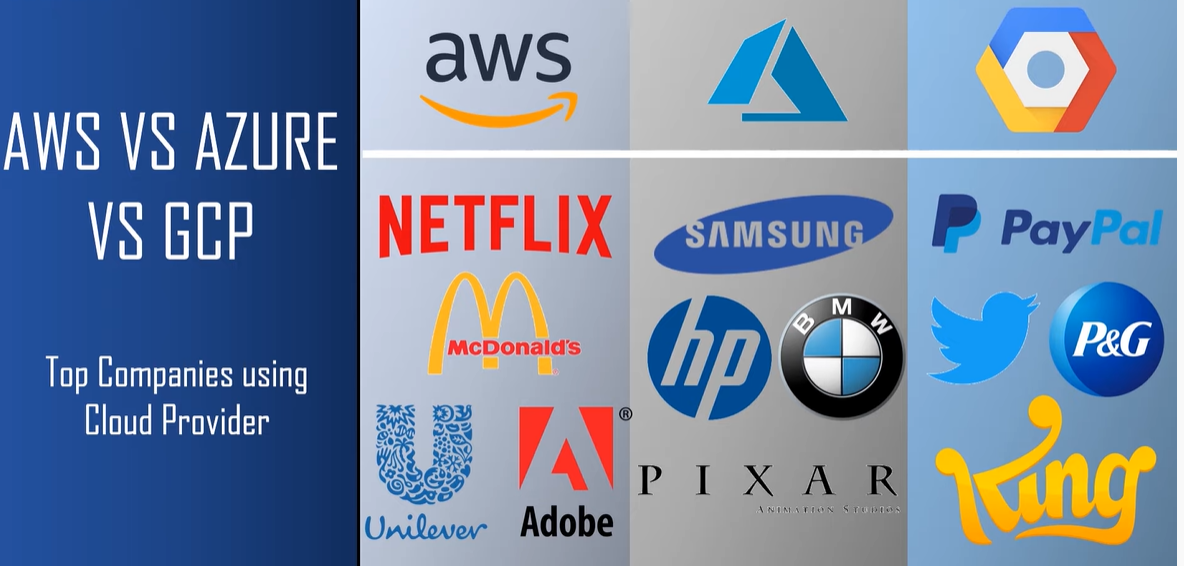 AWS VS AZURE
VS GCP
Top Companies using
Cloud Provider
aws
NETFLIX
McDonald's
Unilever
Adobe
®
SAMSUNG
hp
BMW
PIXAR
ANIMATION STUDIOS
PayPal
P&G
King